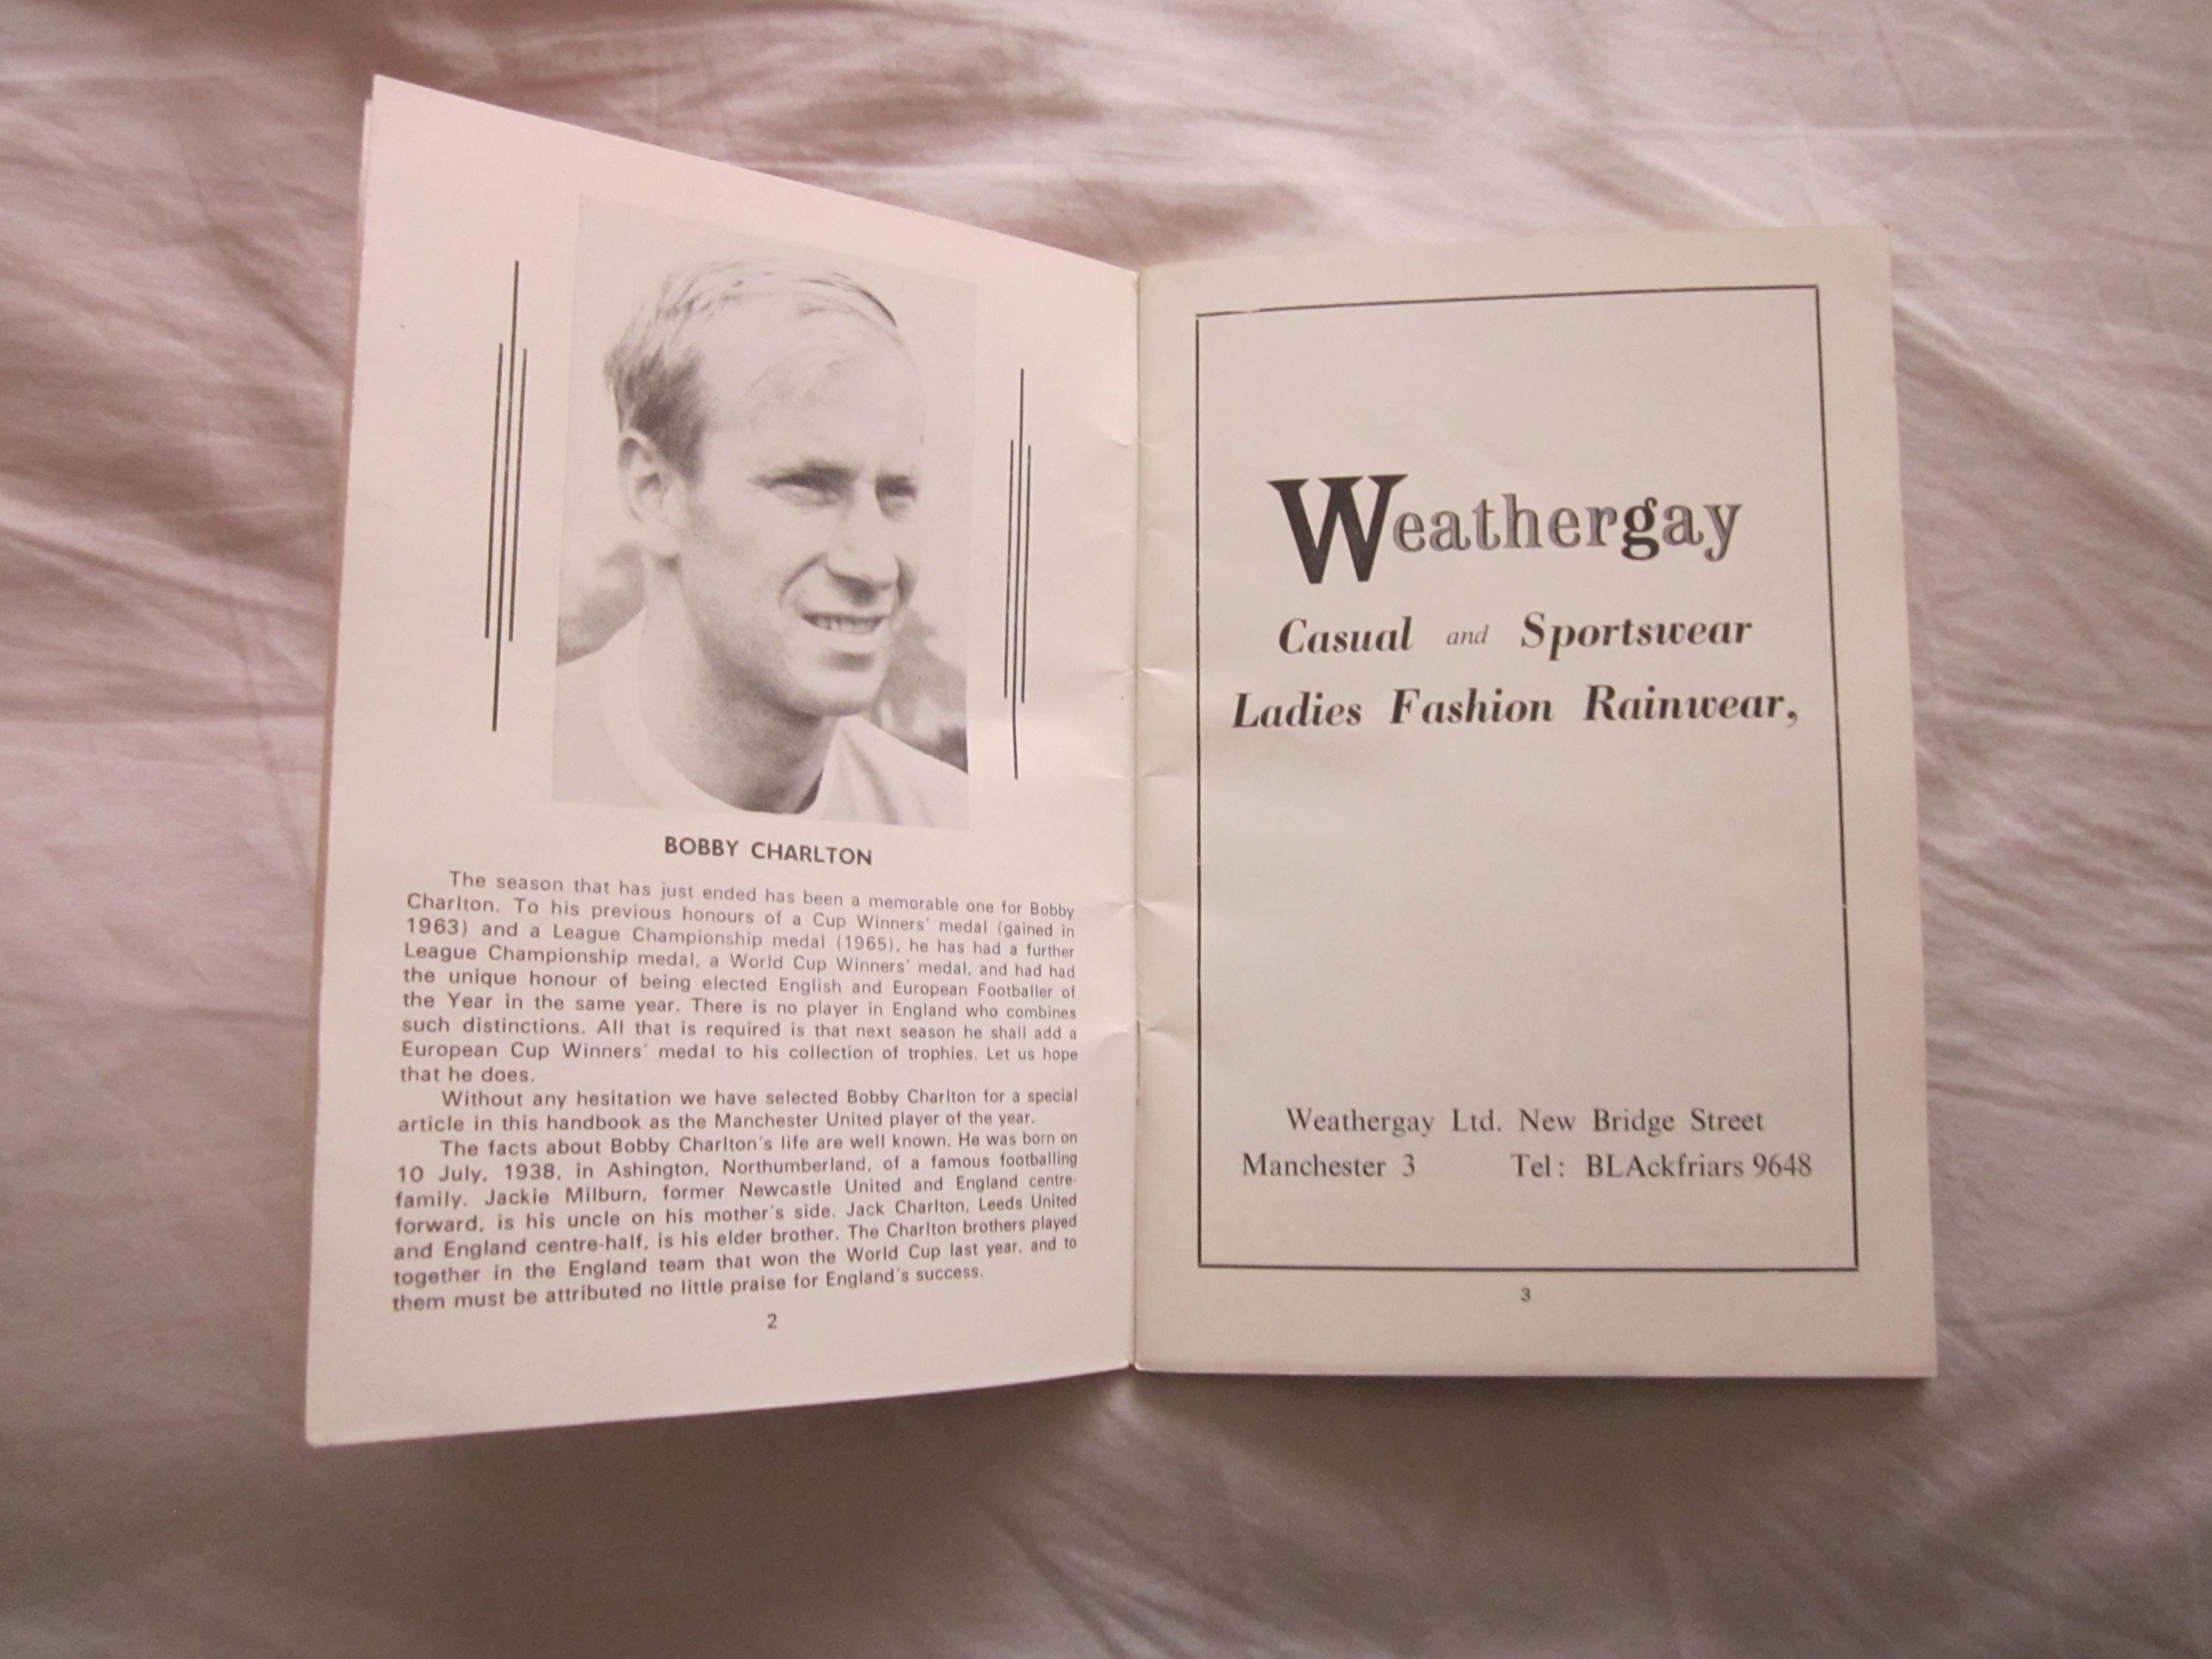 BOBBY CHARLTON
The season that has just ended has been a memorable one for Bobby
Charlton. To his previous honours of a Cup Winners' medal (gained in
1963) and a League Championship medal (1965), he has had a further
League Championship medal, a World Cup Winners' medal, and had had
the unique honour of being elected English and European Footballer of
the Year in the same year. There is no player in England who combines
such distinctions. All that is required is that next season he shall add a
European Cup Winners' medal to his collection of trophies. Let us hope
that he does.
Without any hesitation we have selected Bobby Charlton for a special
article in this handbook as the Manchester United player of the year.
The facts about Bobby Charlton's life are well known. He was born on
10 July, 1938, in Ashington, Northumberland, of a famous footballing
family. Jackie Milburn, former Newcastle United and England centre-
forward, is his uncle on his mother's side. Jack Charlton, Leeds United
and England centre-half, is his elder brother. The Charlton brothers played
together in the England team that won the World Cup last year, and to
them must be attributed no little praise for England's success.
2
Weathergay
Casual and Sportswear
Ladies Fashion Rainwear,
Weathergay Ltd. New Bridge Street
Manchester 3 Tel: BLAckfriars 9648
3